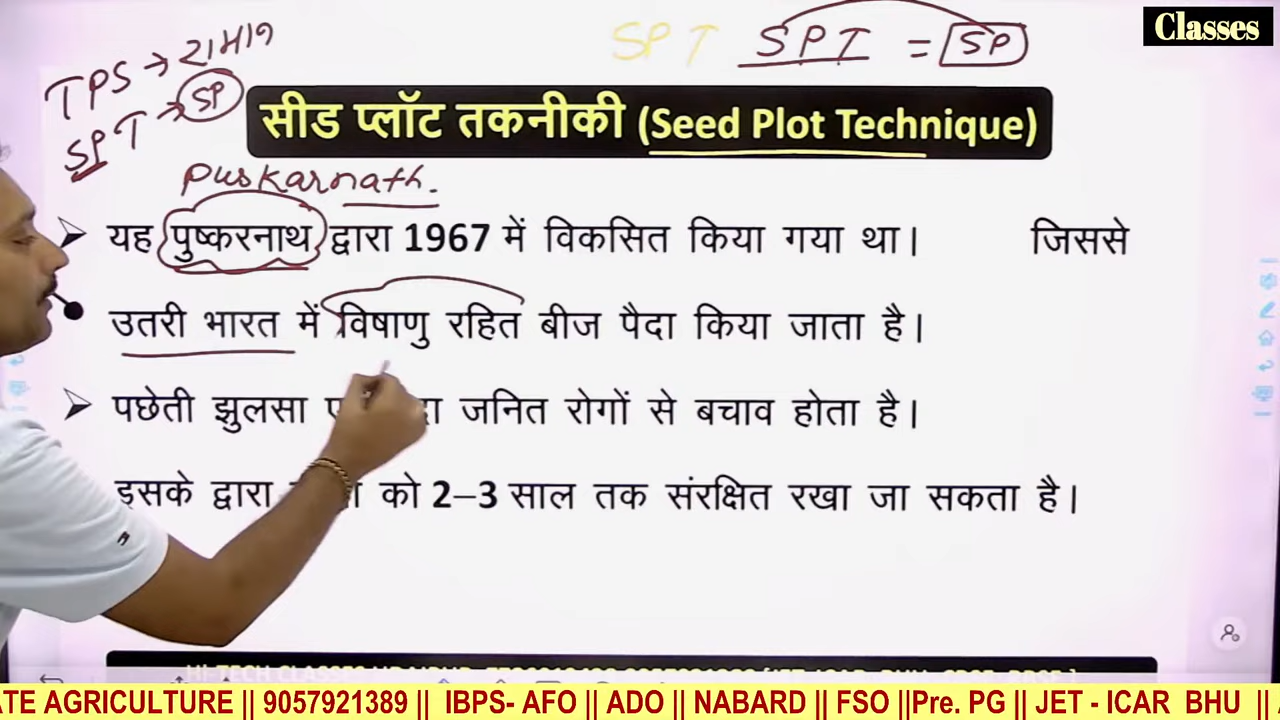 Classes
SPT SPT = SP
TPS → रामाना
SPT → SP
सीड प्लॉट तकनीकी (Seed Plot Technique)
Puskarnath.
➢ यह पुष्करनाथ द्वारा 1967 में विकसित किया गया था। जिससे
उतरी भारत में विषाणु रहित बीज पैदा किया जाता है।
➢ पछेती झुलसा जनित रोगों से बचाव होता है।
इसके द्वारा को 2–3 साल तक संरक्षित रखा जा सकता है।
ATE AGRICULTURE || 9057921389 || IBPS- AFO || ADO || NABARD || FSO ||Pre. PG || JET - ICAR BHU ||